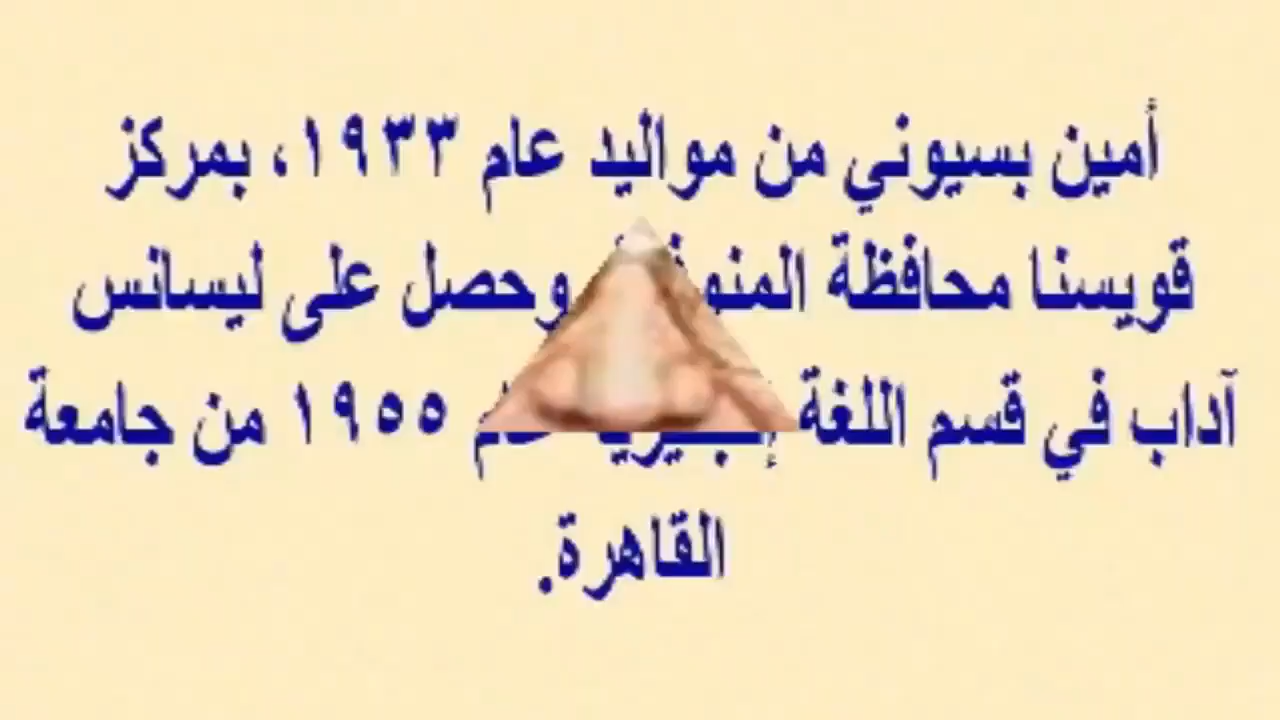 أمين بسيوني من مواليد عام ١٩٣٣، بمركز
قويسنا محافظة وحصل على ليسانس
آداب في قسم اللغة عام ١٩٥٥ من جامعة
القاهرة.